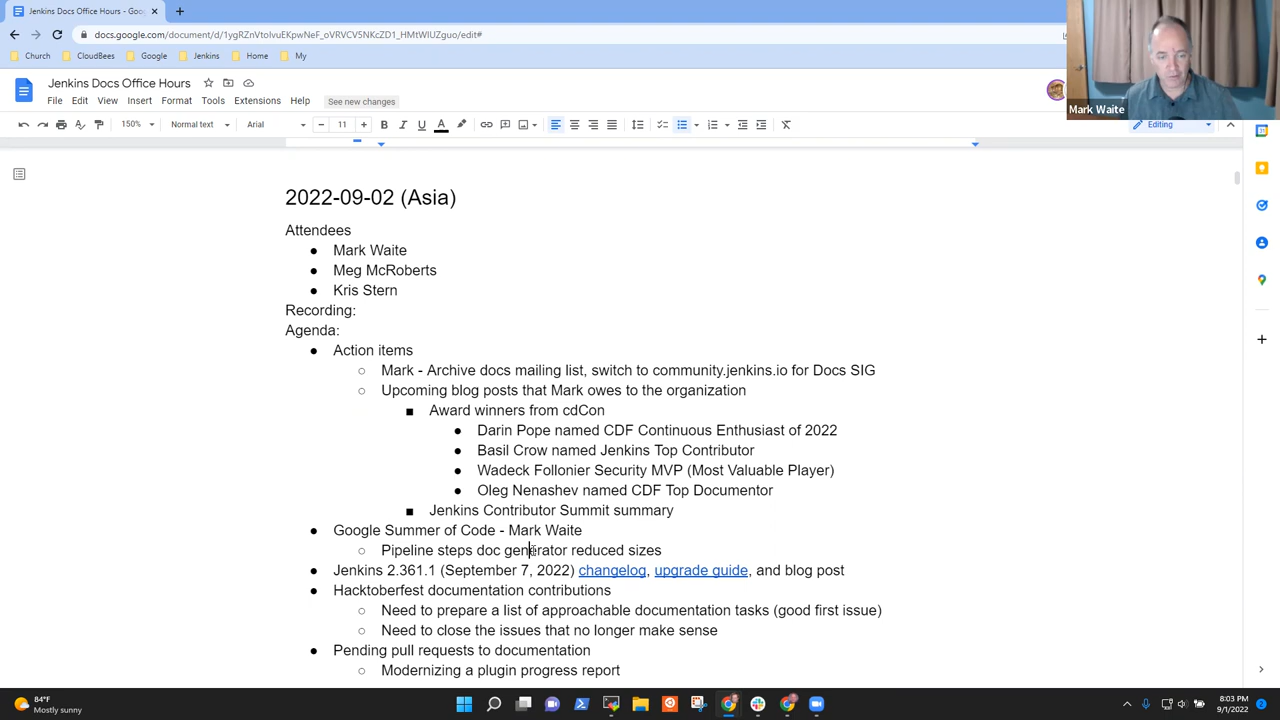 Jenkins Docs Office Hours - Goo
docs.google.com/document/d/1ygRZnVtoIvuEKpwNeF_oVRVCV5NKcZD1_HMtWIUZguo/edit#
Church CloudBees Google Jenkins Home My
Jenkins Docs Office Hours
File Edit View Insert Format Tools Extensions Help See new changes
Mark Waite
150% Normal text Arial 11 B I U A Editing
2022-09-02 (Asia)
Attendees
● Mark Waite
● Meg McRoberts
● Kris Stern
Recording:
Agenda:
● Action items
○ Mark - Archive docs mailing list, switch to community.jenkins.io for Docs SIG
○ Upcoming blog posts that Mark owes to the organization
■ Award winners from cdCon
● Darin Pope named CDF Continuous Enthusiast of 2022
● Basil Crow named Jenkins Top Contributor
● Wadeck Follonier Security MVP (Most Valuable Player)
● Oleg Nenashev named CDF Top Documentor
■ Jenkins Contributor Summit summary
● Google Summer of Code - Mark Waite
○ Pipeline steps doc generator reduced sizes
● Jenkins 2.361.1 (September 7, 2022) changelog, upgrade guide, and blog post
● Hacktoberfest documentation contributions
○ Need to prepare a list of approachable documentation tasks (good first issue)
○ Need to close the issues that no longer make sense
● Pending pull requests to documentation
○ Modernizing a plugin progress report
84°F
Mostly sunny
8:03 PM
9/1/2022